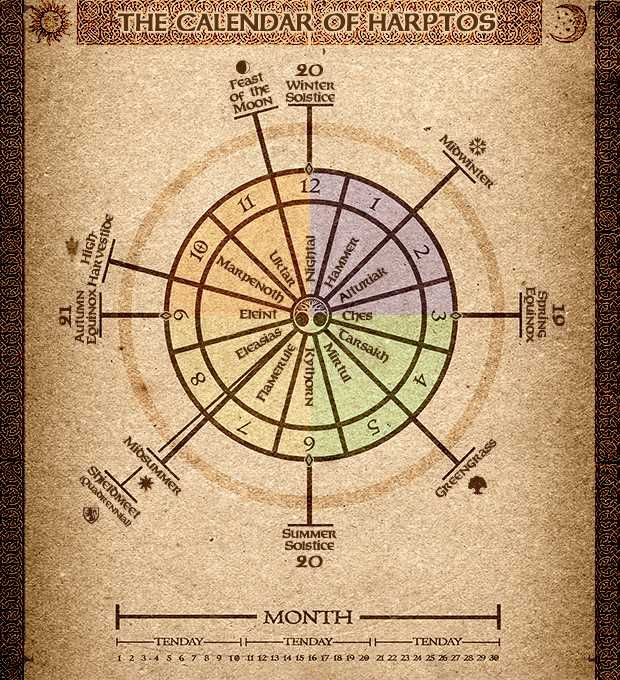 THE CALENDAR OF HARPTOS
Feast
of the
Moon
20
Winter
Solstice
Midwinter
High
Harvestide
21
Autumn
Equinox
Spring
Equinox
19
12
1
2
3
4
5
6
7
8
9
10
11
Nightal
Hammer
Alturiak
Ches
Tarsakh
Mirtul
Kythorn
Flamerule
Eleasias
Eleint
Marpenoth
Uktar
Midsummer
Shieldmeet
(Quadrennial)
Greengrass
Summer
Solstice
20
MONTH
TENDAY TENDAY TENDAY
1 2 3 4 5 6 7 8 9 10 11 12 13 14 15 16 17 18 19 20 21 22 23 24 25 26 27 28 29 30